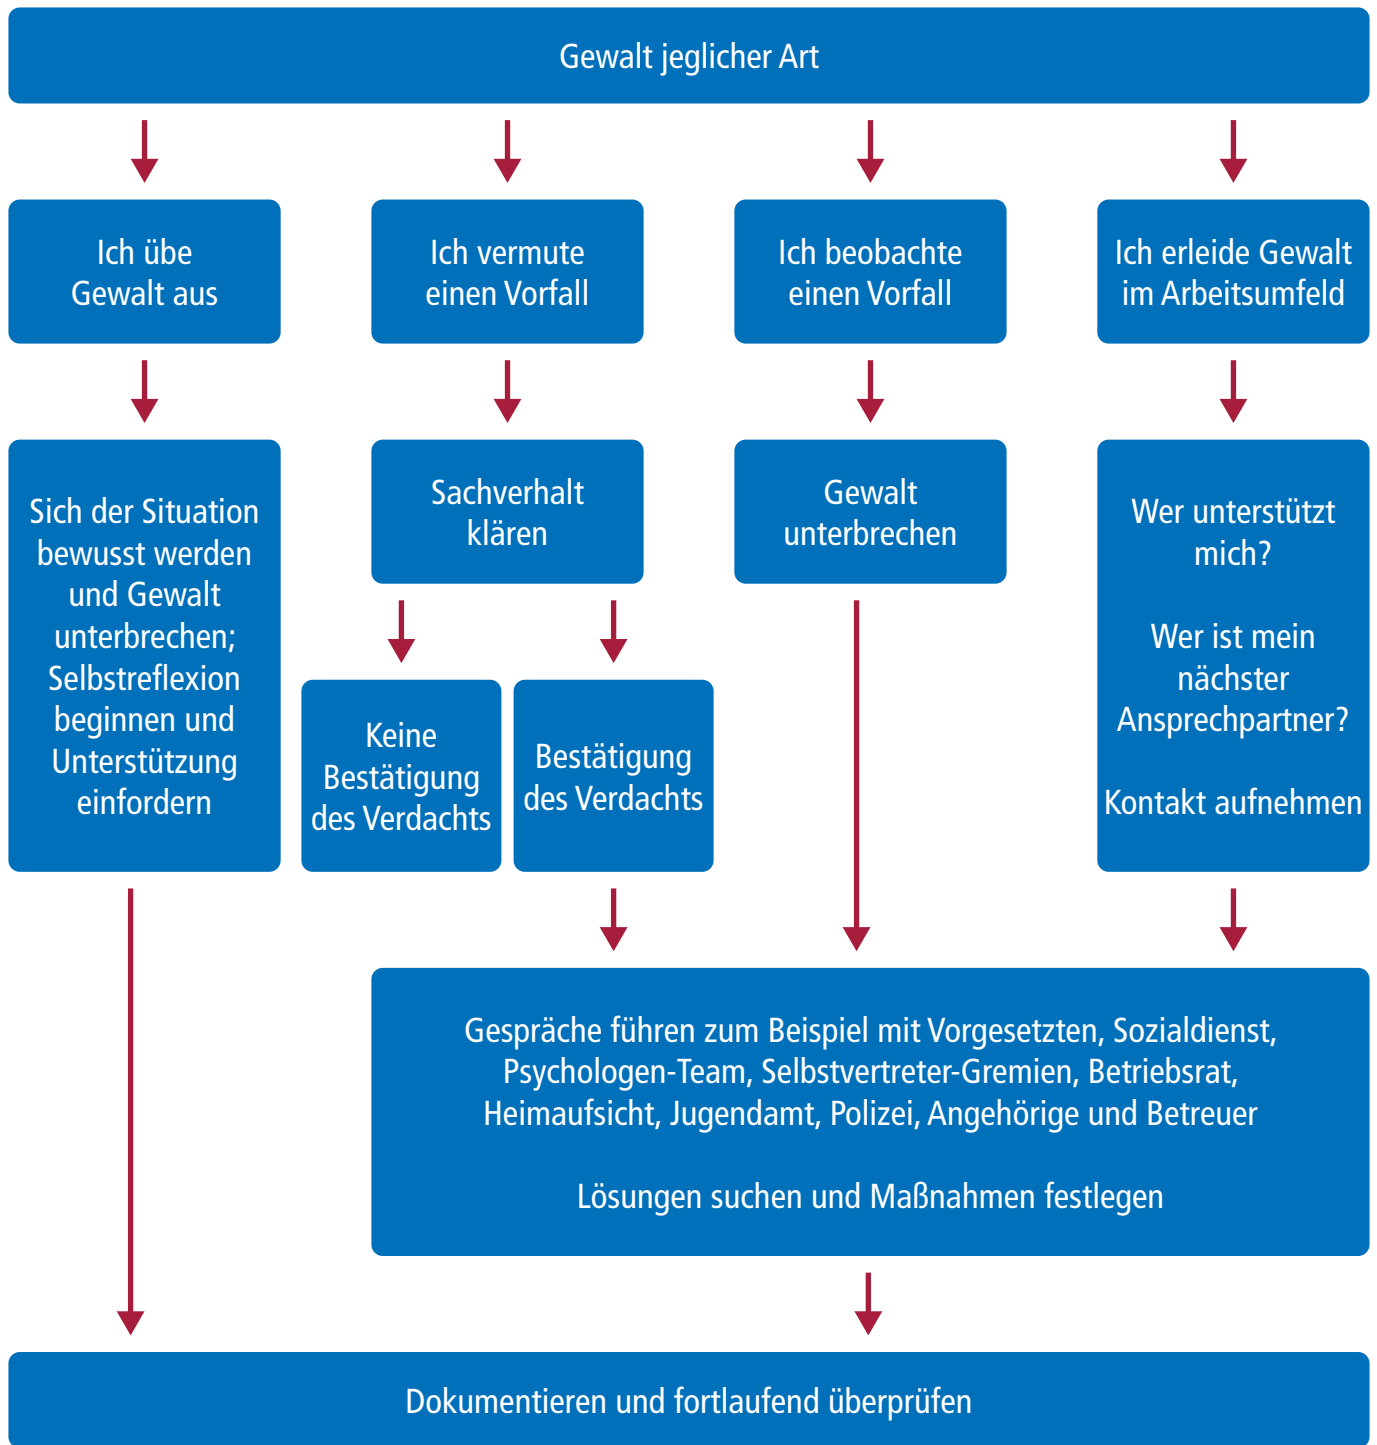 Gewalt jeglicher Art
Ich übe
Gewalt aus
Ich vermute
einen Vorfall
Ich beobachte
einen Vorfall
Ich erleide Gewalt
im Arbeitsumfeld
Sich der Situation
bewusst werden
und Gewalt
unterbrechen;
Selbstreflexion
beginnen und
Unterstützung
einfordern
Sachverhalt
klären
Gewalt
unterbrechen
Wer unterstützt
mich?
Wer ist mein
nächster
Ansprechpartner?
Kontakt aufnehmen
Keine
Bestätigung
des Verdachts
Bestätigung
des Verdachts
Gespräche führen zum Beispiel mit Vorgesetzten, Sozialdienst,
Psychologen-Team, Selbstvertreter-Gremien, Betriebsrat,
Heimaufsicht, Jugendamt, Polizei, Angehörige und Betreuer
Lösungen suchen und Maßnahmen festlegen
Dokumentieren und fortlaufend überprüfen